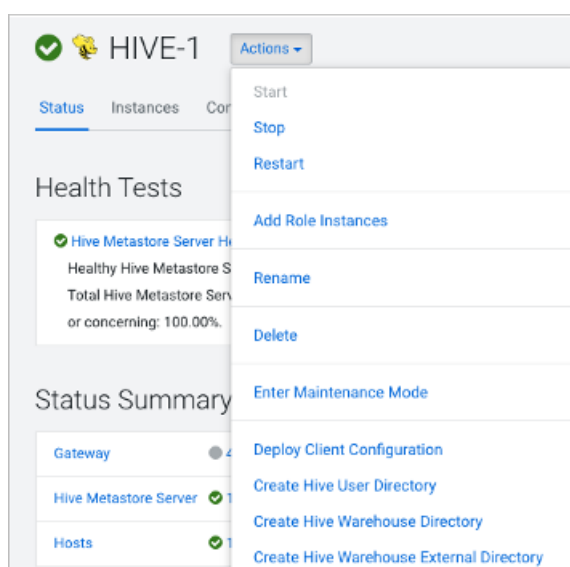 HIVE-1
Actions
Status Instances
Start
Stop
Restart
Add Role Instances
Rename
Delete
Enter Maintenance Mode
Deploy Client Configuration
Create Hive User Directory
Create Hive Warehouse Directory
Create Hive Warehouse External Directory
Health Tests
Hive Metastore Server
Healthy Hive Metastore
Total Hive Metastore
or concerning: 100.00%.
Status Summary
Gateway
Hive Metastore Server 1
Hosts 1